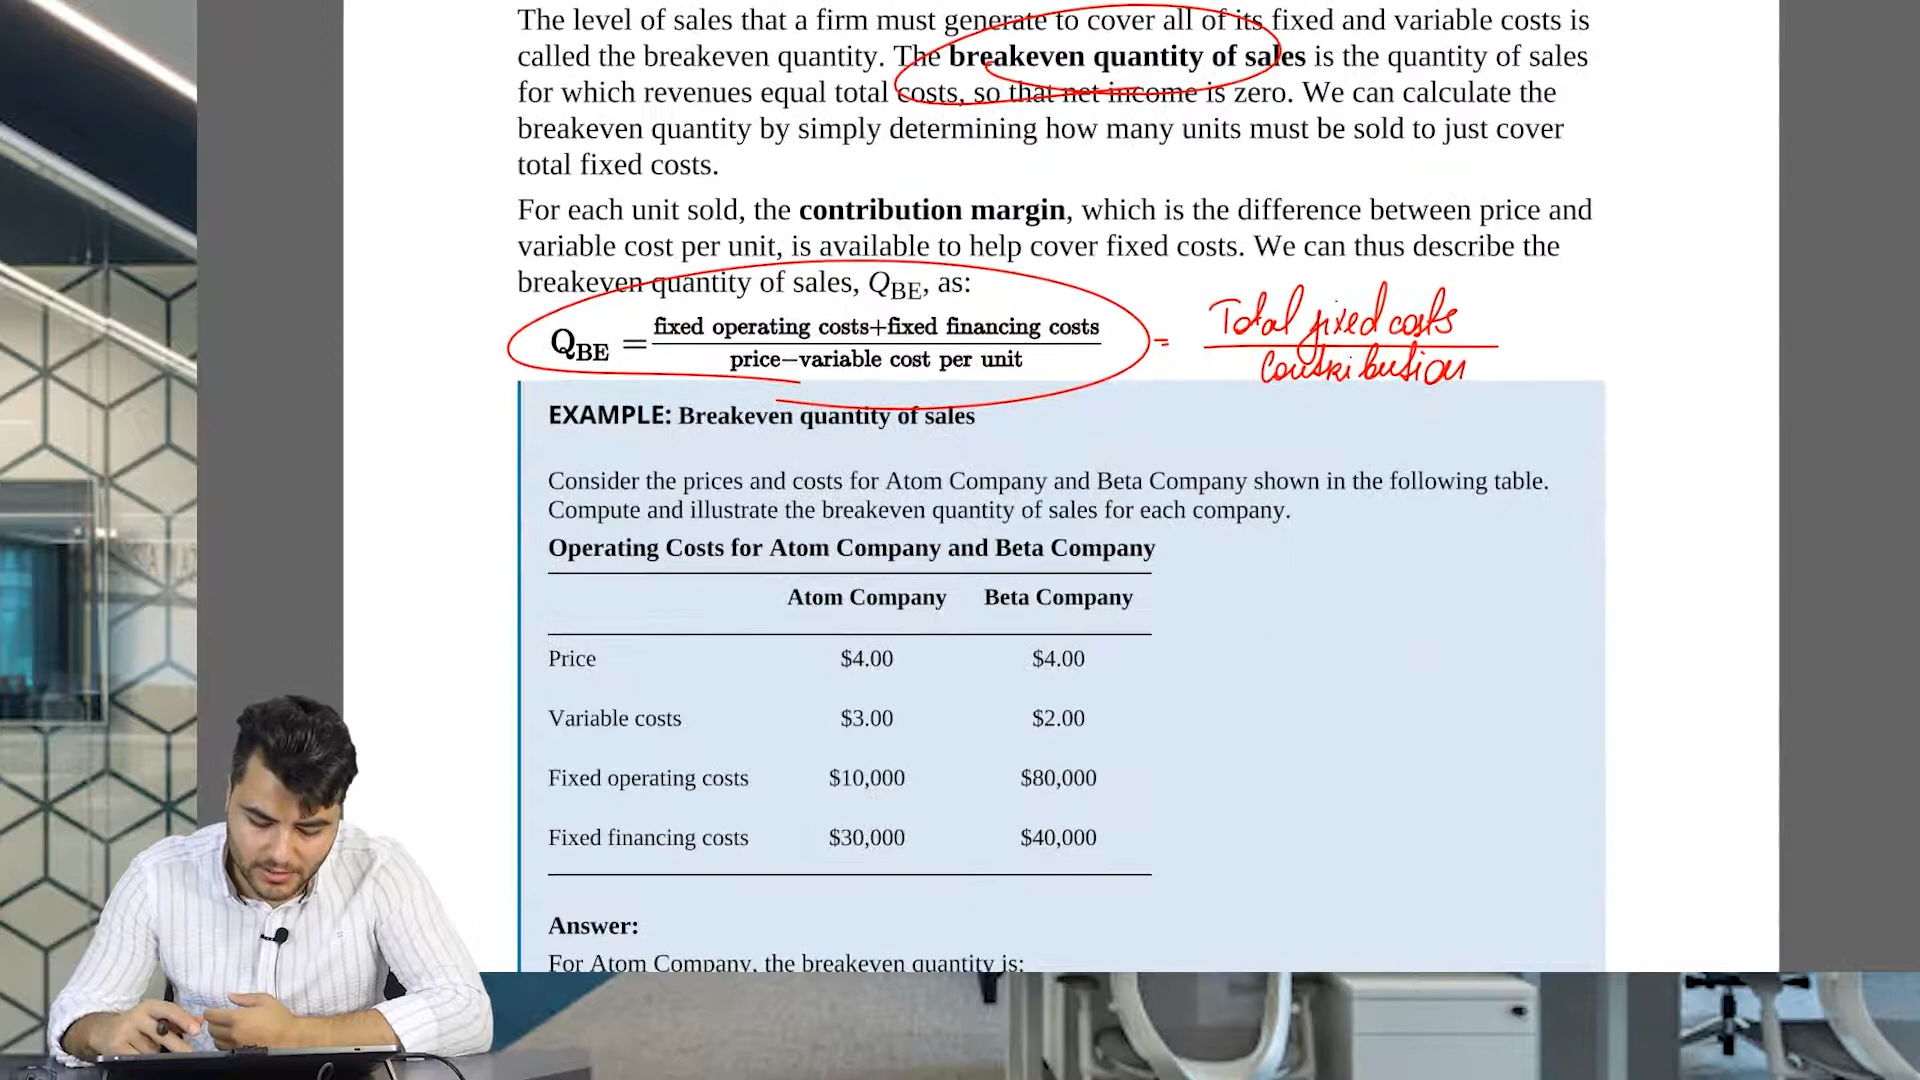 The level of sales that a firm must generate to cover all of its fixed and variable costs is
called the breakeven quantity. The breakeven quantity of sales is the quantity of sales
for which revenues equal total costs, so that net income is zero. We can calculate the
breakeven quantity by simply determining how many units must be sold to just cover
total fixed costs.
For each unit sold, the contribution margin, which is the difference between price and
variable cost per unit, is available to help cover fixed costs. We can thus describe the
breakeven quantity of sales, QBE, as:
QBE = fixed operating costs+fixed financing costs
price−variable cost per unit
= Total fixed costs
Contribution
EXAMPLE: Breakeven quantity of sales
Consider the prices and costs for Atom Company and Beta Company shown in the following table.
Compute and illustrate the breakeven quantity of sales for each company.
Operating Costs for Atom Company and Beta Company
Atom Company Beta Company
Price $4.00 $4.00
Variable costs $3.00 $2.00
Fixed operating costs $10,000 $80,000
Fixed financing costs $30,000 $40,000
Answer:
For Atom Company, the breakeven quantity is: